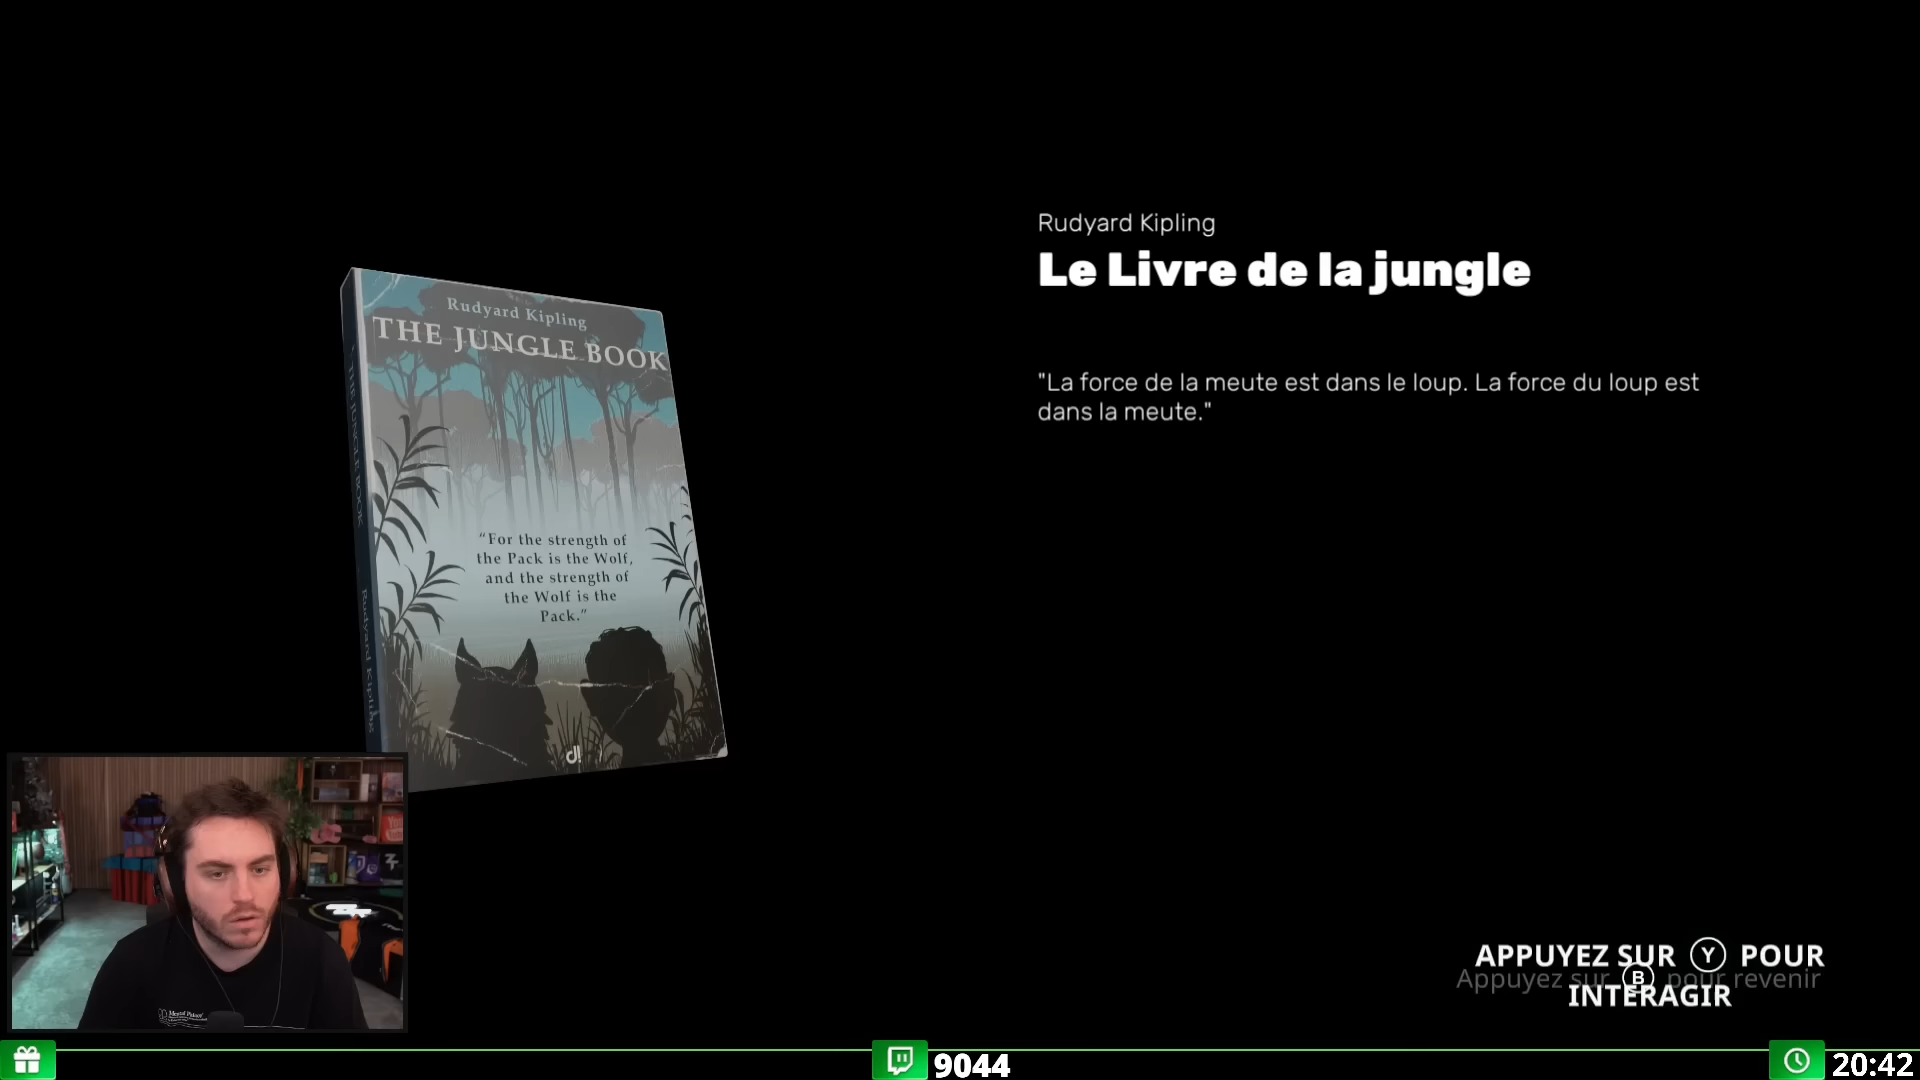 Rudyard Kipling
THE JUNGLE BOOK
"For the strength of
the Pack is the Wolf,
and the strength of
the Wolf is the
Pack."
d!
THE JUNGLE BOOK
Rudyard Kipling
Rudyard Kipling
Le Livre de la jungle
"La force de la meute est dans le loup. La force du loup est
dans la meute."
APPUYEZ SUR Y POUR
INTERAGIR
Appuyez sur B pour revenir
9044
20:42